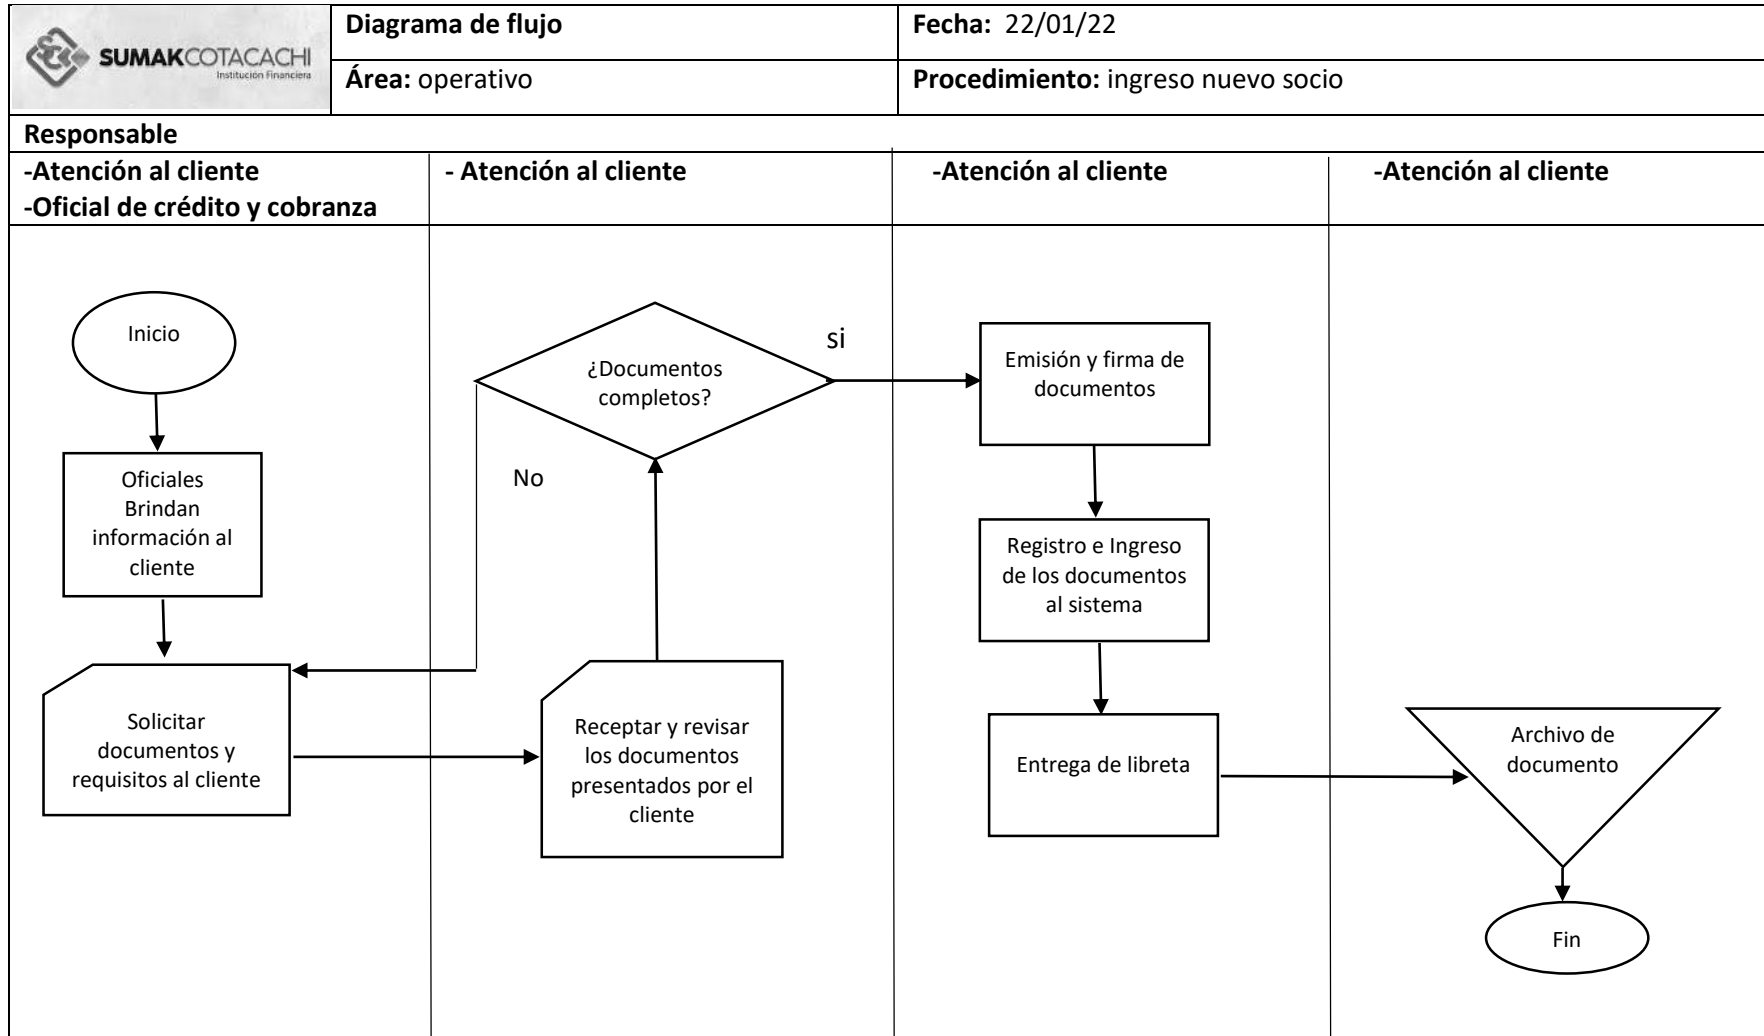 SUMAKCOTACACHI
Institución Financiera
Diagrama de flujo
Fecha: 22/01/22
Área: operativo
Procedimiento: ingreso nuevo socio
Responsable
-Atención al cliente
-Oficial de crédito y cobranza
- Atención al cliente
-Atención al cliente
-Atención al cliente
Inicio
Oficiales
Brindan
información al
cliente
Solicitar
documentos y
requisitos al cliente
¿Documentos
completos?
si
No
Receptar y revisar
los documentos
presentados por el
cliente
Emisión y firma de
documentos
Registro e Ingreso
de los documentos
al sistema
Entrega de libreta
Archivo de
documento
Fin